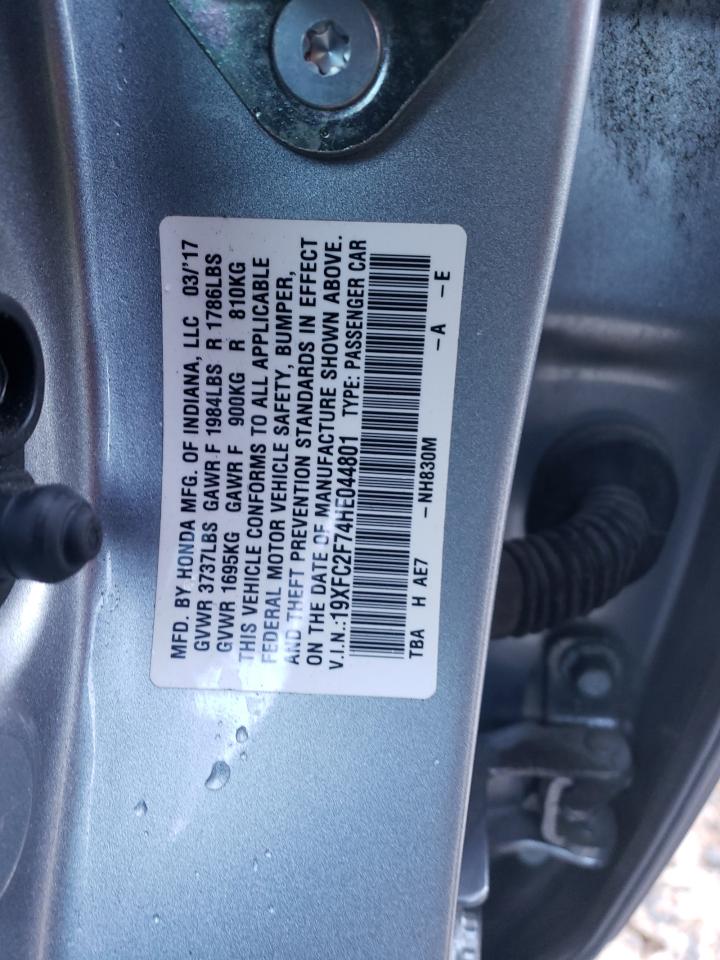 MFD. BY HONDA MFG. OF INDIANA, LLC 03/'17
GVWR 3737LBS GAWR F 1984LBS R 1786LBS
GVWR 1695KG GAWR F 900KG R 810KG
THIS VEHICLE CONFORMS TO ALL APPLICABLE
FEDERAL MOTOR VEHICLE SAFETY, BUMPER,
AND THEFT PREVENTION STANDARDS IN EFFECT
ON THE DATE OF MANUFACTURE SHOWN ABOVE.
V.I.N.:19XFC2F74HE044801 TYPE: PASSENGER CAR
TBA H AE7 -NH830M -A -E